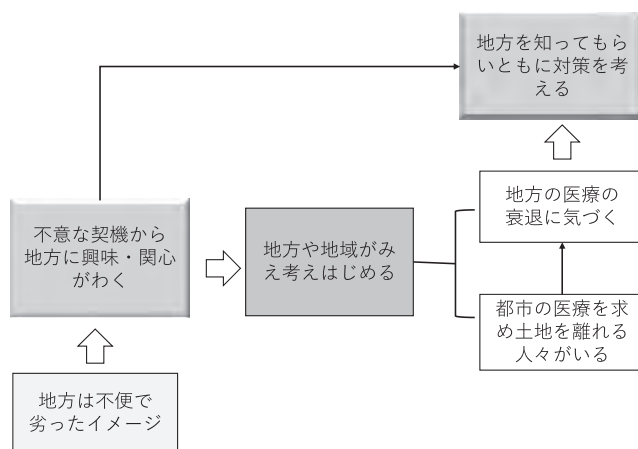 地方を知ってもら
いともに対策を考
える
地方の医療の
衰退に気づく
不意な契機から
地方に興味・関心
がわく
地方や地域がみ
え考えはじめる
都市の医療を求
め土地を離れる
人々がいる
地方は不便で
劣ったイメージ